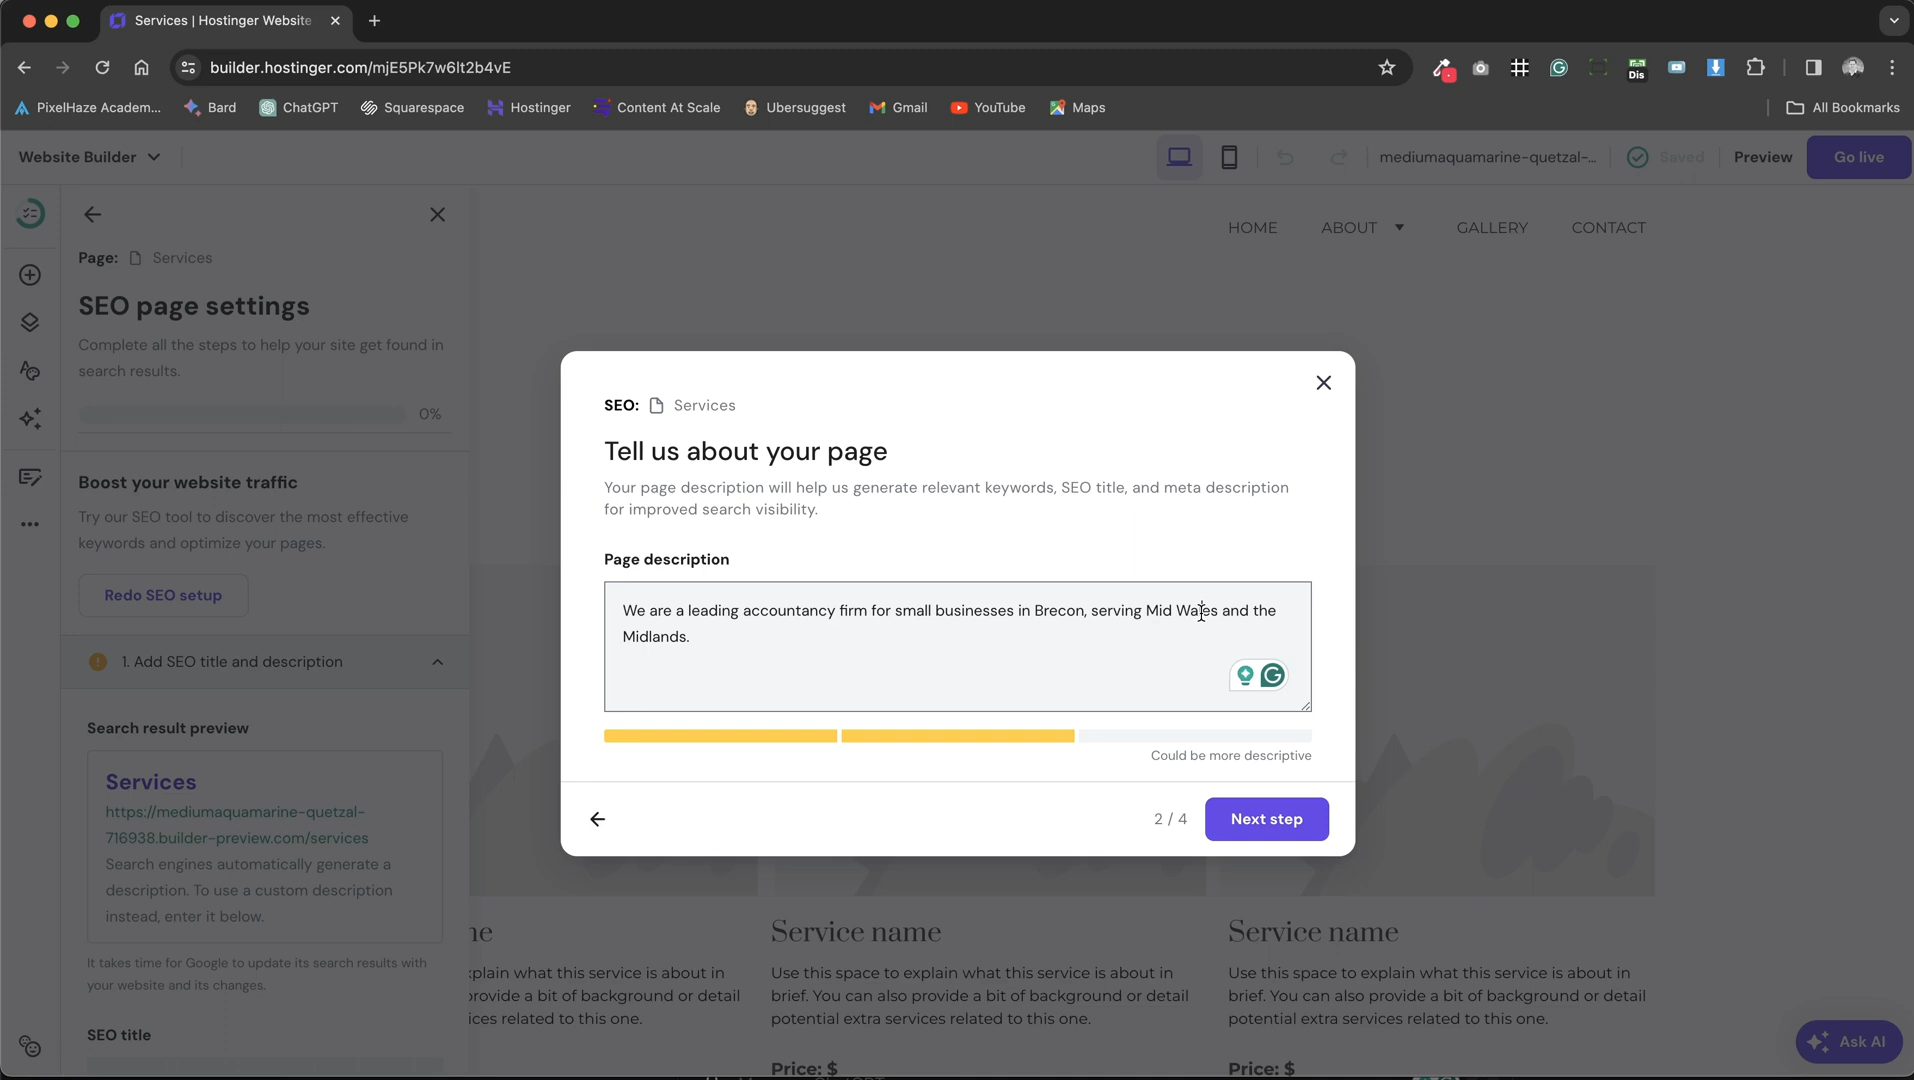 Services | Hostinger Website
builder.hostinger.com/mjE5Pk7w6lt2b4vE
Dis
PixelHaze Academ...
Bard
ChatGPT
Squarespace
Hostinger
Content At Scale
Ubersuggest
Gmail
YouTube
Maps
All Bookmarks
Website Builder
mediumaquamarine-quetzal-...
Saved
Preview
Go live
HOME
ABOUT
GALLERY
CONTACT
Page:
Services
SEO page settings
Complete all the steps to help your site get found in
search results.
0%
Boost your website traffic
Try our SEO tool to discover the most effective
keywords and optimize your pages.
Redo SEO setup
1. Add SEO title and description
Search result preview
Services
https://mediumaquamarine-quetzal-
716938.builder-preview.com/services
Search engines automatically generate a
description. To use a custom description
instead, enter it below.
It takes time for Google to update its search results with
your website and its changes.
SEO title
SEO:
Services
Tell us about your page
Your page description will help us generate relevant keywords, SEO title, and meta description
for improved search visibility.
Page description
We are a leading accountancy firm for small businesses in Brecon, serving Mid Wales and the
Midlands.
Could be more descriptive
2 / 4
Next step
plain what this service is about in
provide a bit of background or detail
ices related to this one.
Service name
Use this space to explain what this service is about in
brief. You can also provide a bit of background or detail
potential extra services related to this one.
Price: $
Service name
Use this space to explain what this service is about in
brief. You can also provide a bit of background or detail
potential extra services related to this one.
Price: $
Ask AI